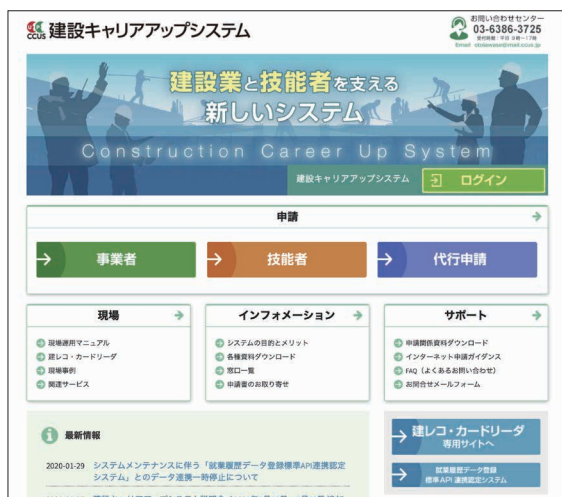 CCUS 建設キャリアアップシステム
お問い合わせセンター
03-6386-3725
受付時間:平日 9時~17時
建設業と技能者を支える
新しいシステム
Construction Career Up System
建設キャリアアップシステム ログイン
申請
事業者 技能者 代行申請
現場
現場運用マニュアル
建レコ・カードリーダ
現場事例
関連サービス
インフォメーション
システムの目的とメリット
各種資料ダウンロード
窓口一覧
申請書のお取り寄せ
サポート
申請関係資料ダウンロード
インターネット申請ガイダンス
FAQ(よくあるお問い合わせ)
お問合せメールフォーム
最新情報
2020-01-29 システムメンテナンスに伴う「就業履歴データ登録標準API連携認定
システム」とのデータ連携一時停止について
建レコ・カードリーダ
専用サイトへ
就業履歴データ登録
標準API連携認定システム